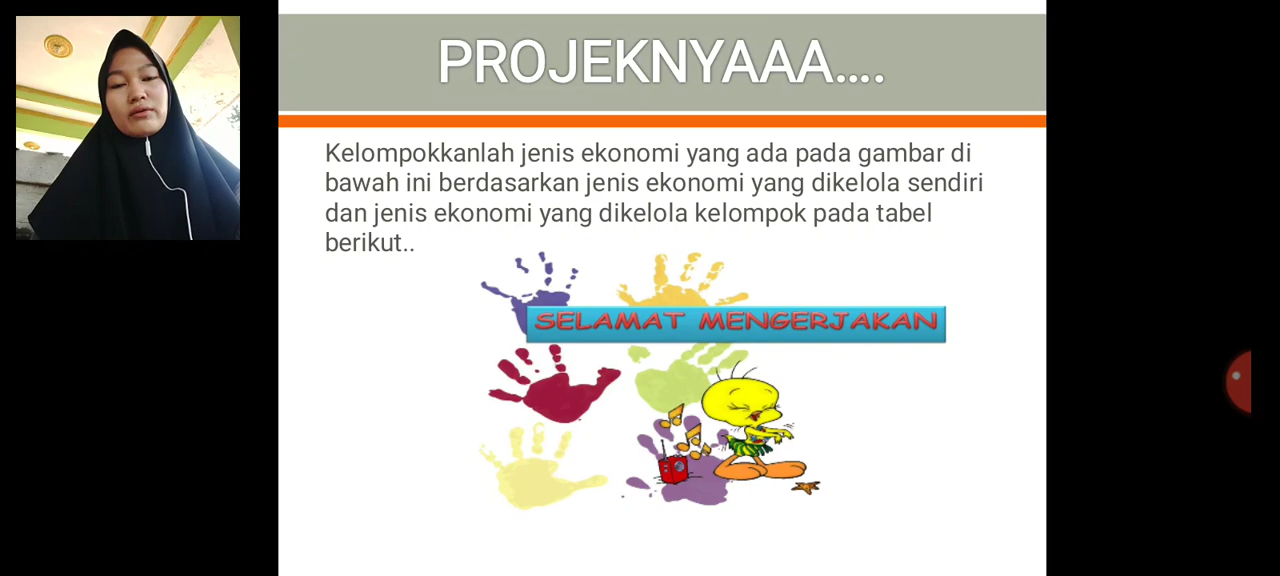 PROJEKNYAAA....
Kelompokkanlah jenis ekonomi yang ada pada gambar di
bawah ini berdasarkan jenis ekonomi yang dikelola sendiri
dan jenis ekonomi yang dikelola kelompok pada tabel
berikut..
SELAMAT MENGERJAKAN